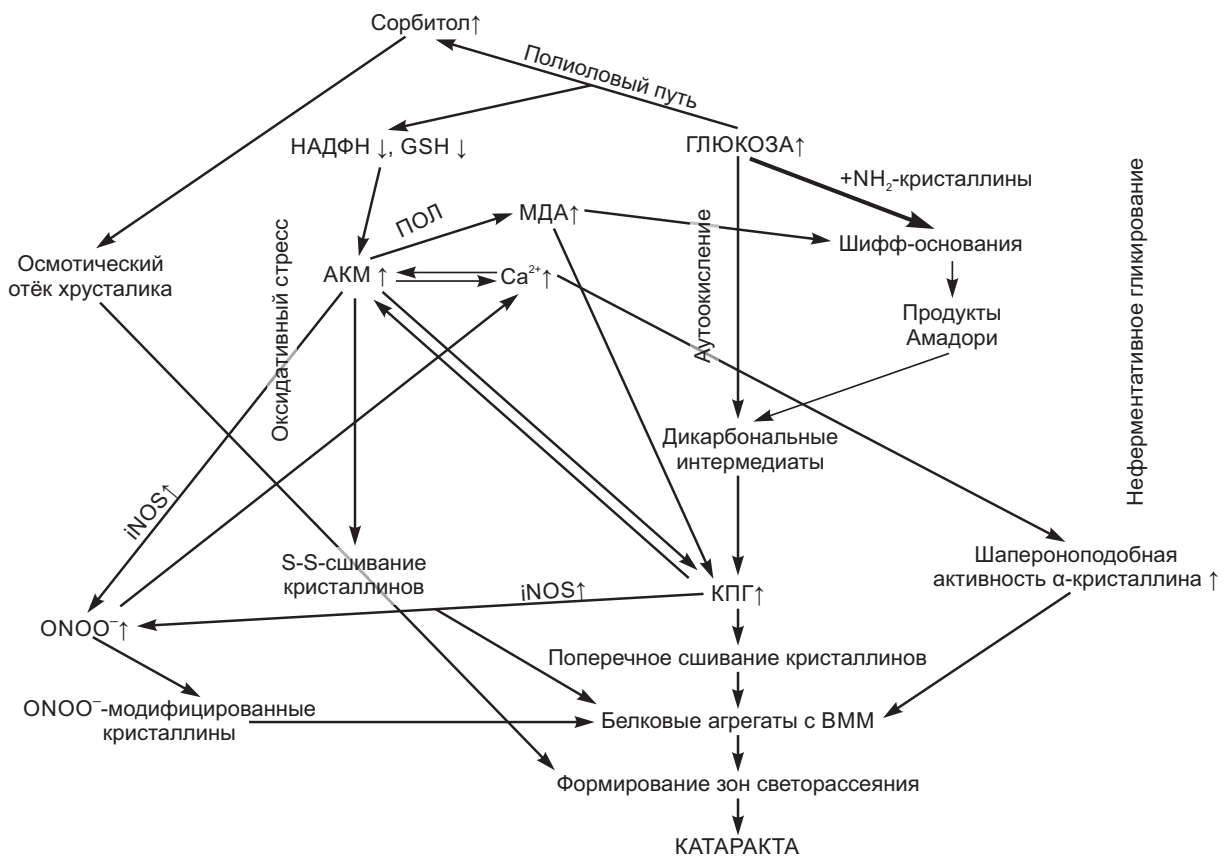 Сорбитол↑
Полиоловый путь
НАДФН ↓, GSH ↓
ГЛЮКОЗА↑
+NH₂-кристаллины
ПОЛ
МДА↑
Шифф-основания
Осмотический
отёк хрусталика
Оксидативный стресс
АКМ ↑
Ca²⁺↑
Аутоокисление
Продукты
Амадори
Неферментативное гликирование
Дикарбональные
интермедиаты
iNOS↑
S-S-сшивание
кристаллинов
Шапероноподобная
активность α-кристаллина ↑
iNOS↑
КПГ↑
ONOO⁻↑
Поперечное сшивание кристаллинов
ONOO⁻-модифицированные
кристаллины
Белковые агрегаты с ВММ
Формирование зон светорассеяния
КАТАРАКТА